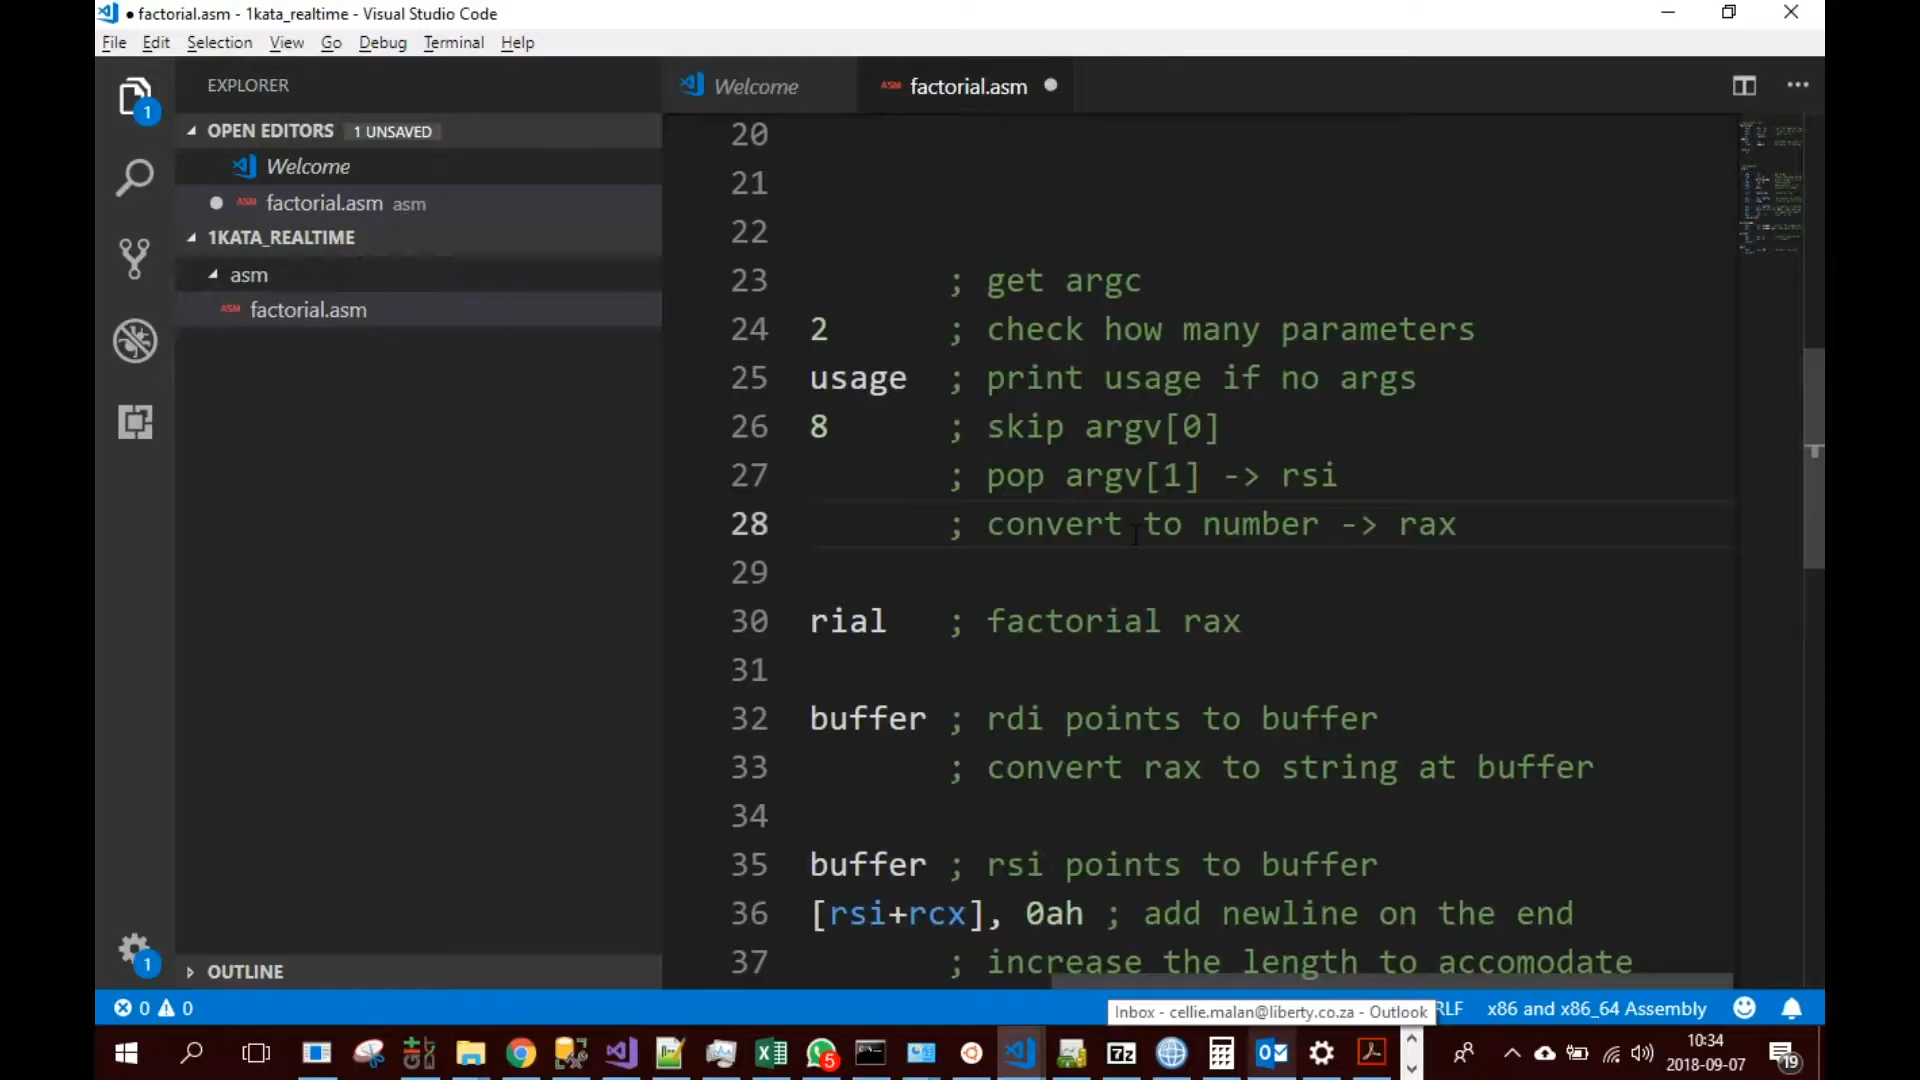 factorial.asm - 1kata_realtime - Visual Studio Code
File Edit Selection View Go Debug Terminal Help
EXPLORER
OPEN EDITORS 1 UNSAVED
Welcome
factorial.asm asm
1KATA_REALTIME
asm
factorial.asm
OUTLINE
Welcome
factorial.asm
20
21
22
23 ; get argc
24 2 ; check how many parameters
25 usage ; print usage if no args
26 8 ; skip argv[0]
27 ; pop argv[1] -> rsi
28 ; convert to number -> rax
29
30 rial ; factorial rax
31
32 buffer ; rdi points to buffer
33 ; convert rax to string at buffer
34
35 buffer ; rsi points to buffer
36 [rsi+rcx], 0ah ; add newline on the end
37 ; increase the length to accomodate
1
1
0 0
Inbox - cellie.malan@liberty.co.za - Outlook
RLF x86 and x86_64 Assembly
5
7z
10:34
2018-09-07
19